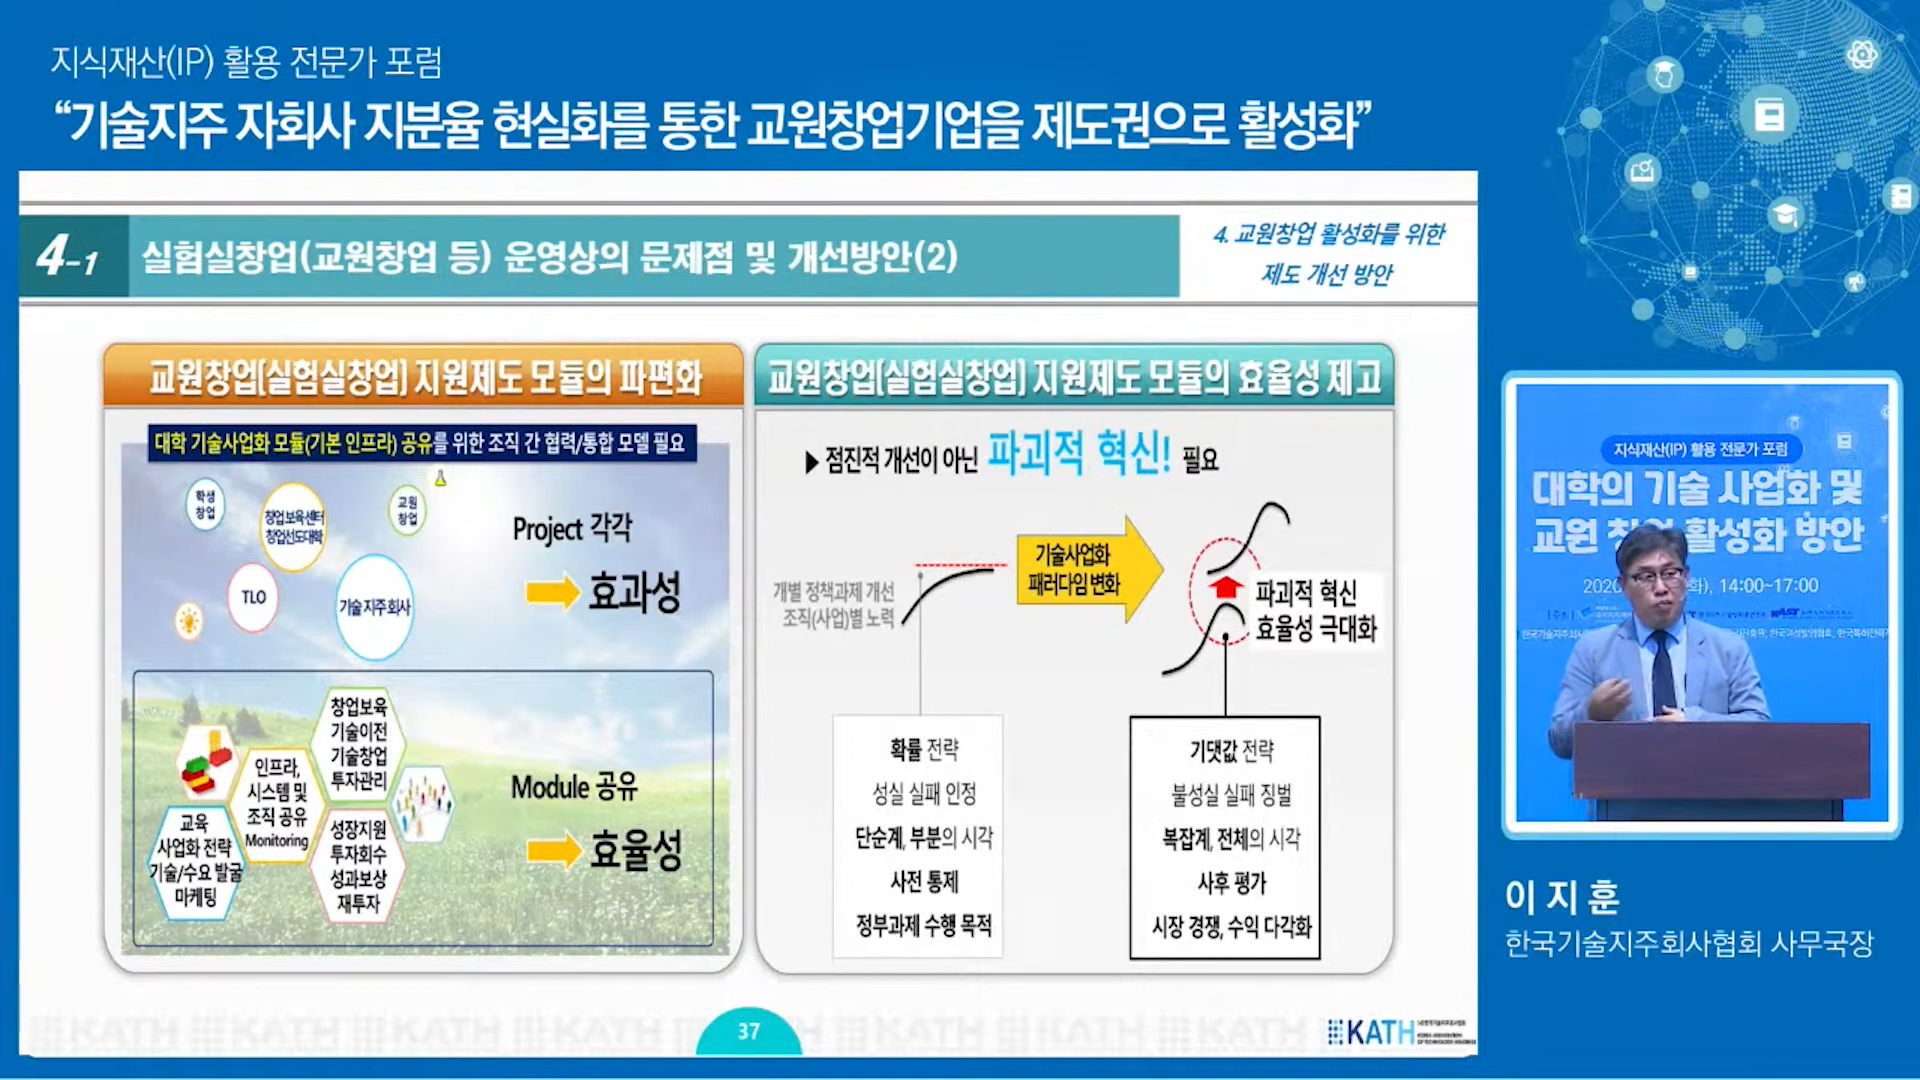 지식재산(IP) 활용 전문가 포럼
“기술지주 자회사 지분율 현실화를 통한 교원창업기업을 제도권으로 활성화”
4-1 실험실창업(교원창업 등) 운영상의 문제점 및 개선방안(2)
4. 교원창업 활성화를 위한
제도 개선 방안
교원창업[실험실창업] 지원제도 모듈의 파편화
대학 기술사업화 모듈(기본 인프라) 공유를 위한 조직 간 협력/통합 모델 필요
학생
창업
창업보육센터
창업선도대학
교원
창업
TLO
기술지주회사
Project 각각
효과성
창업보육
기술이전
기술창업
투자관리
인프라,
시스템 및
조직 공유
Monitoring
교육
사업화 전략
기술/수요 발굴
마케팅
성장지원
투자회수
성과보상
재투자
Module 공유
효율성
교원창업[실험실창업] 지원제도 모듈의 효율성 제고
▶ 점진적 개선이 아닌 파괴적 혁신! 필요
개별 정책과제 개선
조직(사업)별 노력
기술사업화
패러다임 변화
파괴적 혁신
효율성 극대화
확률 전략
성실 실패 인정
단순계, 부분의 시각
사전 통제
정부과제 수행 목적
기댓값 전략
불성실 실패 징벌
복잡계, 전체의 시각
사후 평가
시장 경쟁, 수익 다각화
37
KATH
지식재산(IP) 활용 전문가 포럼
대학의 기술 사업화 및
교원 창업 활성화 방안
14:00~17:00
이 지 훈
한국기술지주회사협회 사무국장